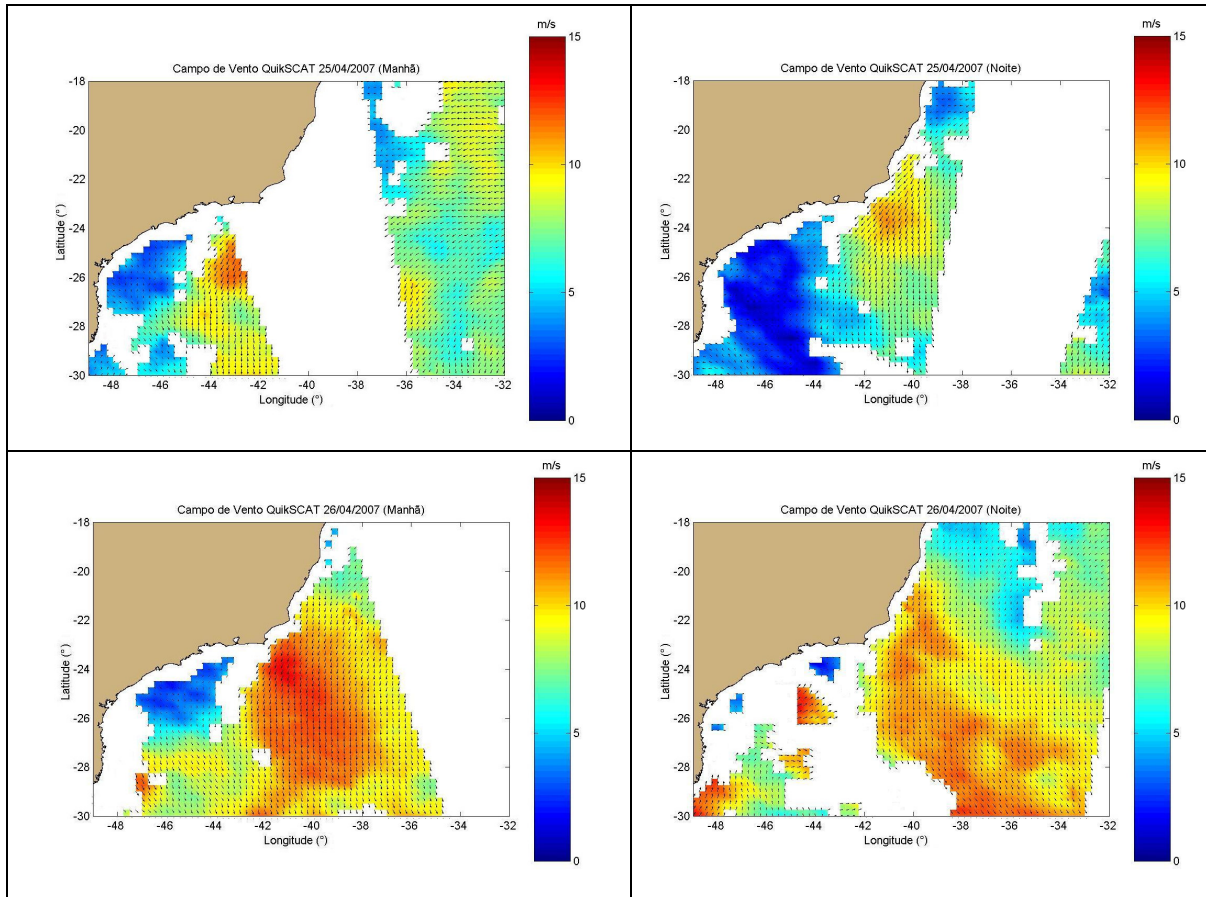 m/s
15
Campo de Vento QuikSCAT 25/04/2007 (Manhã)
-18
-20
10
-22
Latitude (°)
-24
-26
5
-28
-30
-48 -46 -44 -42 -40 -38 -36 -34 -32
0
Longitude (°)
m/s
15
Campo de Vento QuikSCAT 25/04/2007 (Noite)
-18
-20
10
-22
Latitude (°)
-24
-26
5
-28
-30
-48 -46 -44 -42 -40 -38 -36 -34 -32
0
Longitude (°)
m/s
15
Campo de Vento QuikSCAT 26/04/2007 (Manhã)
-18
-20
10
-22
Latitude (°)
-24
-26
5
-28
-30
-48 -46 -44 -42 -40 -38 -36 -34 -32
Longitude (°)
0
m/s
15
Campo de Vento QuikSCAT 26/04/2007 (Noite)
-18
-20
10
-22
Latitude (°)
-24
-26
5
-28
-30
-48 -46 -44 -42 -40 -38 -36 -34 -32
Longitude (°)
0